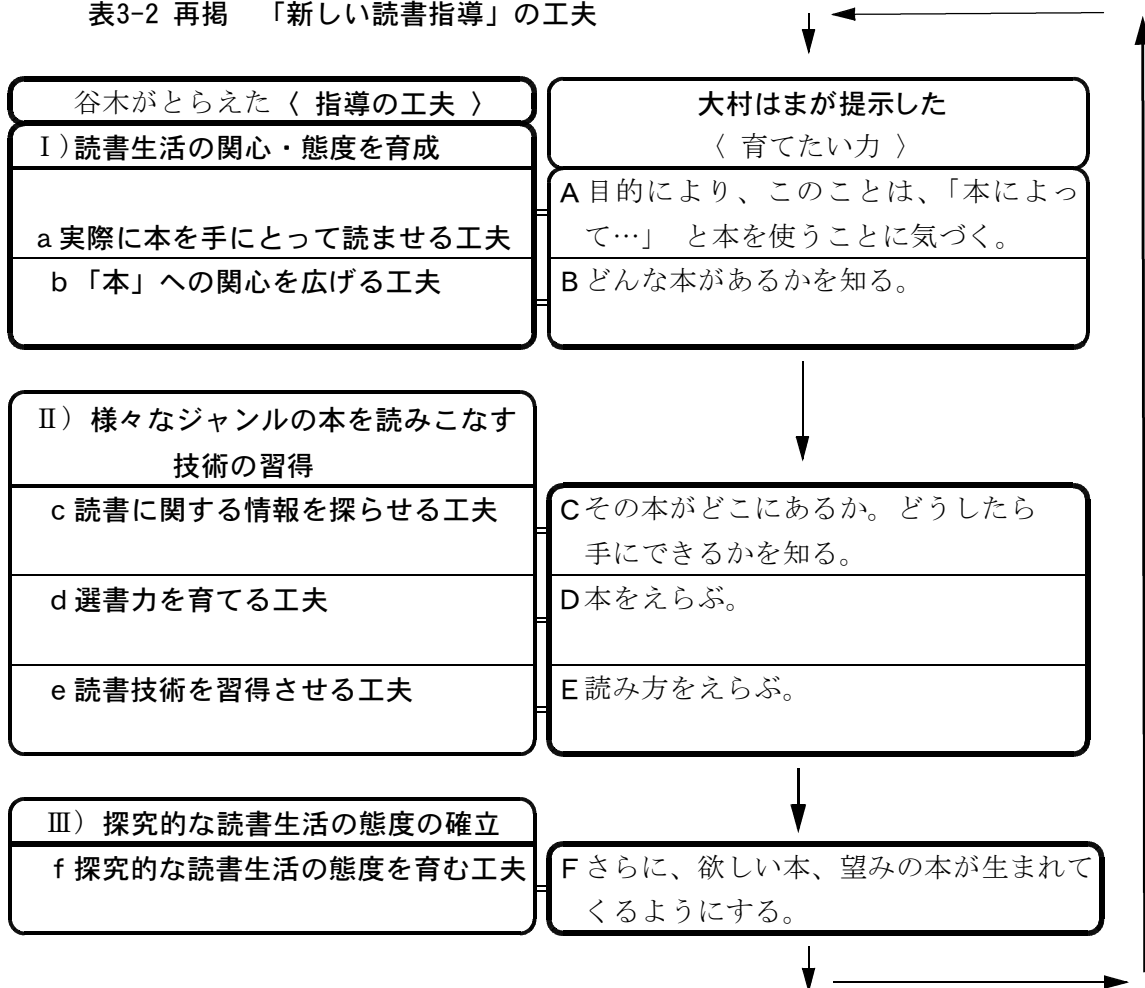 表3-2 再掲 「新しい読書指導」の工夫
谷木がとらえた〈 指導の工夫 〉
大村はまが提示した
〈 育てたい力 〉
Ⅰ)読書生活の関心・態度を育成
a 実際に本を手にとって読ませる工夫
A 目的により、このことは、「本によっ
て…」 と本を使うことに気づく。
b 「本」への関心を広げる工夫
B どんな本があるかを知る。
Ⅱ) 様々なジャンルの本を読みこなす
技術の習得
c 読書に関する情報を探らせる工夫
C その本がどこにあるか。どうしたら
手にできるかを知る。
d 選書力を育てる工夫
D 本をえらぶ。
e 読書技術を習得させる工夫
E 読み方をえらぶ。
Ⅲ) 探究的な読書生活の態度の確立
f 探究的な読書生活の態度を育む工夫
F さらに、欲しい本、望みの本が生まれて
くるようにする。